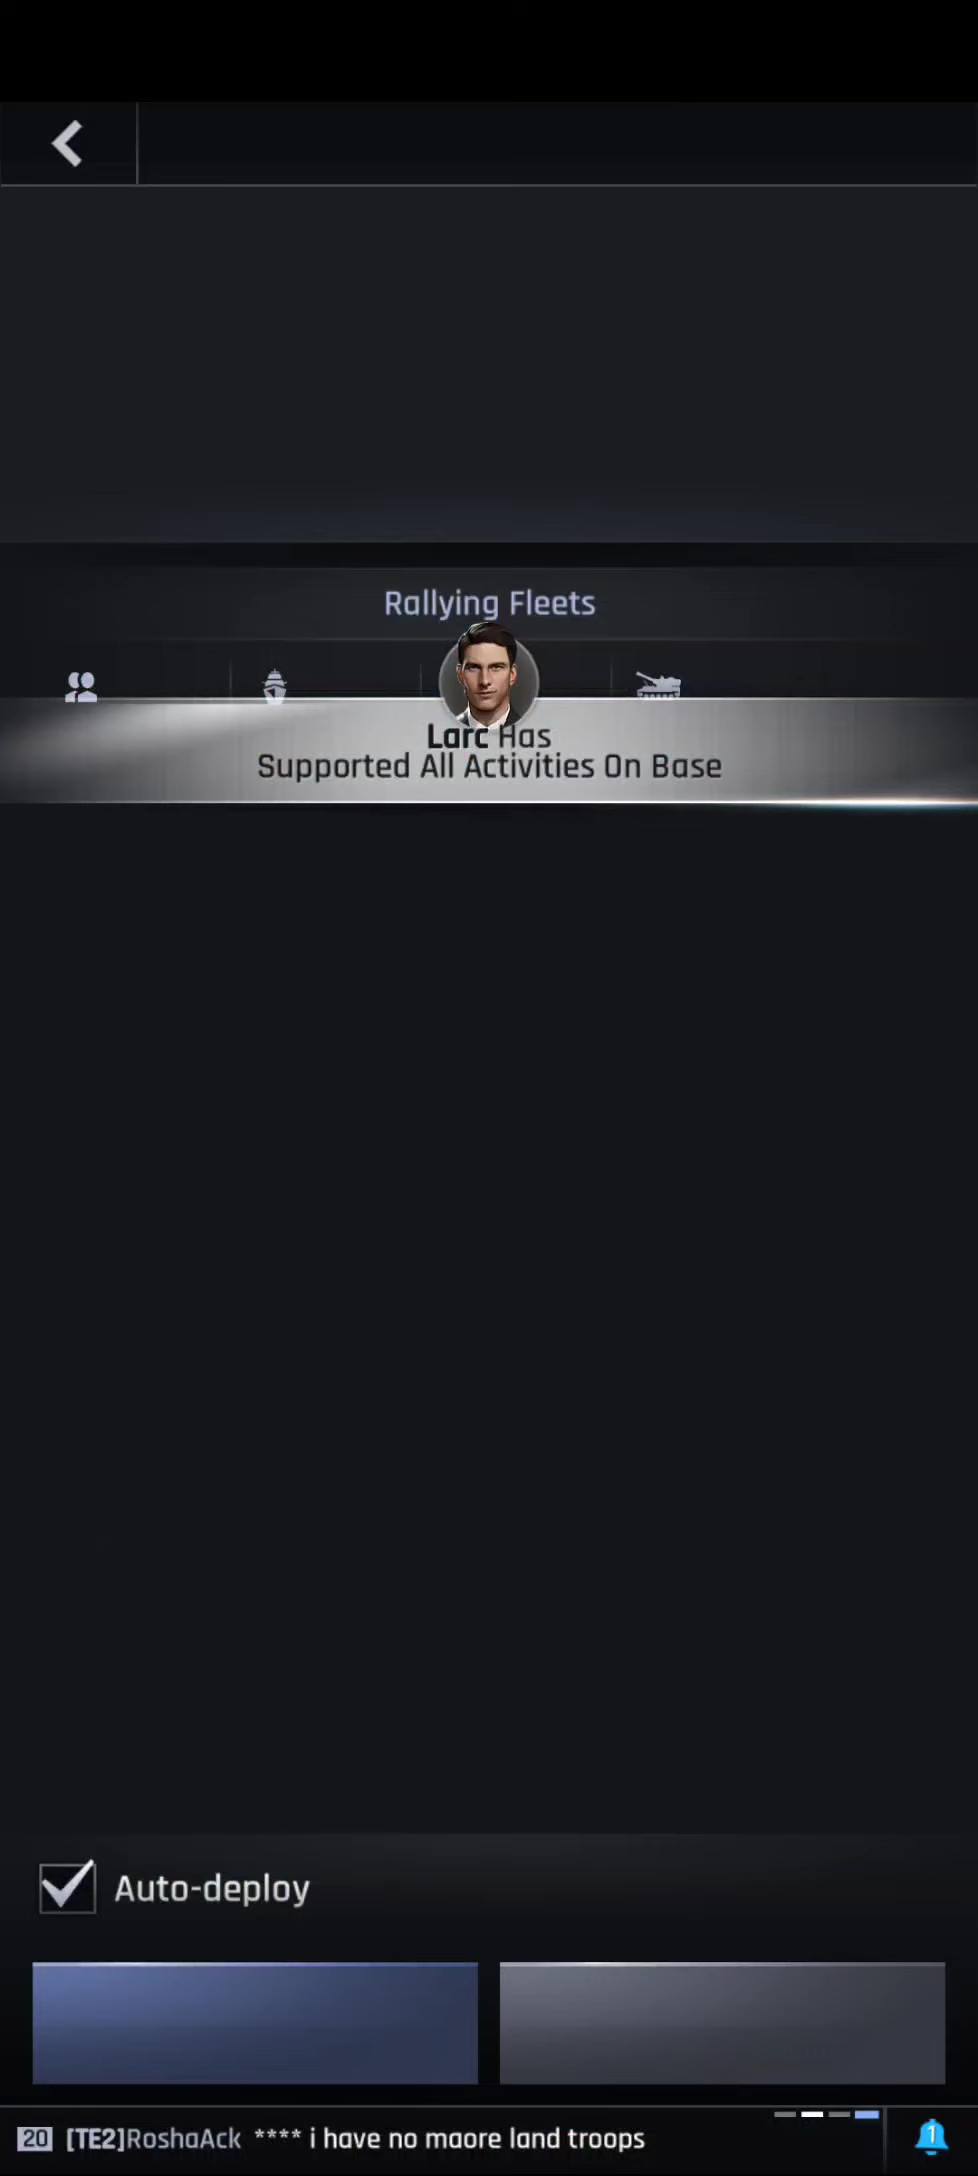 Rallying Fleets
Larc Has
Supported All Activities On Base
Auto-deploy
20 [TE2]RoshaAck **** i have no maore land troops
1